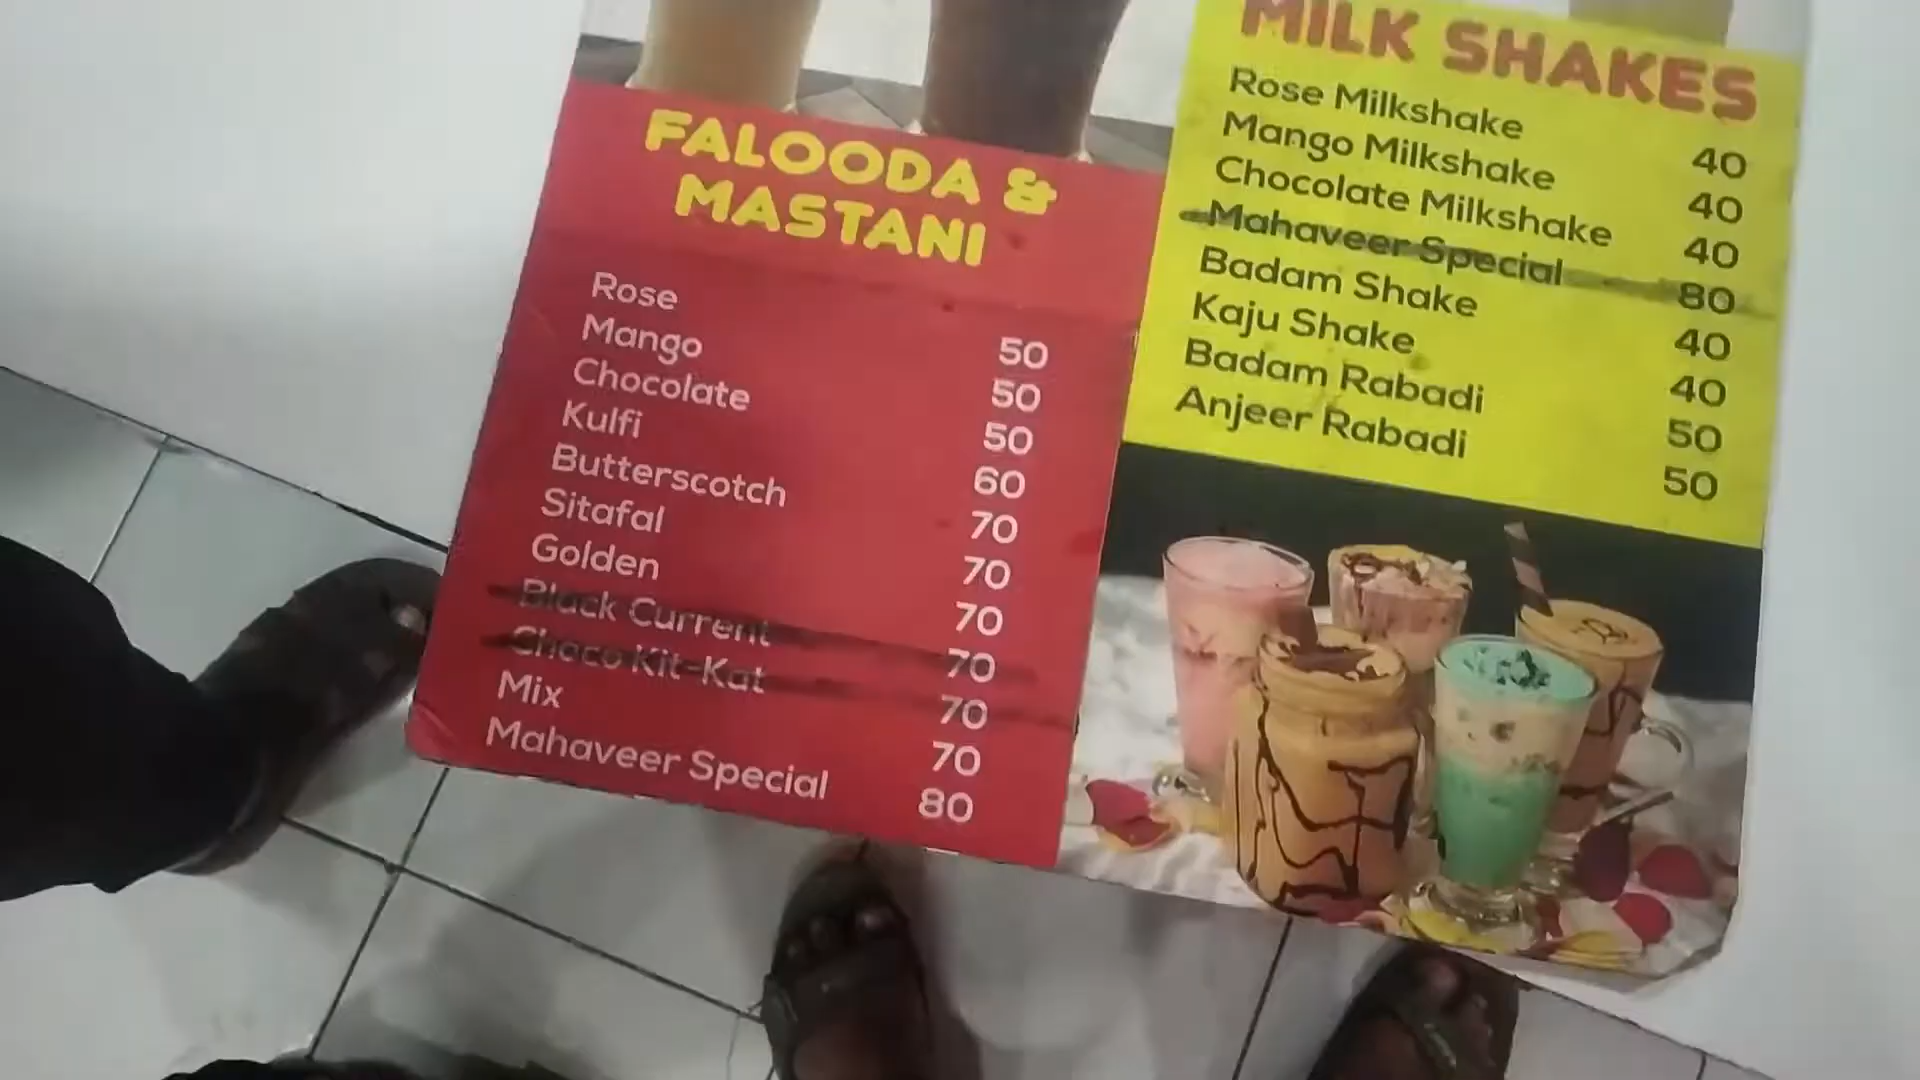 FALOODA &
MASTANI
Rose 50
Mango 50
Chocolate 50
Kulfi 60
Butterscotch 70
Sitafal 70
Golden 70
Black Current 70
Choco Kit-Kat 70
Mix 70
Mahaveer Special 80
MILK SHAKES
Rose Milkshake 40
Mango Milkshake 40
Chocolate Milkshake 40
Mahaveer Special 80
Badam Shake 40
Kaju Shake 40
Badam Rabadi 50
Anjeer Rabadi 50